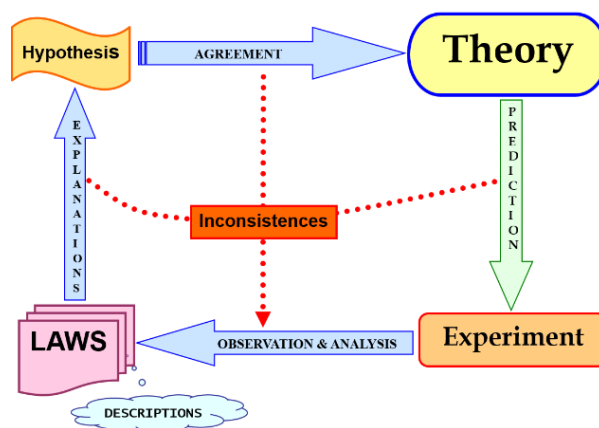 Hypothesis
AGREEMENT
Theory
EXPLANATIONS
PREDICTION
Inconsistences
LAWS
OBSERVATION & ANALYSIS
Experiment
DESCRIPTIONS